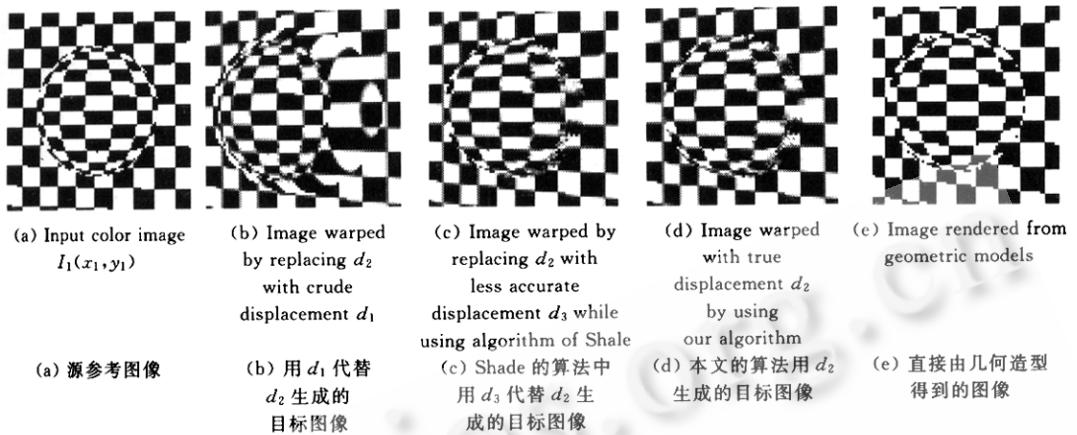 (a) Input color image
I₁(x₁,y₁)
(b) Image warped
by replacing d₂
with crude
displacement d₁
(c) Image warped by
replacing d₂ with
less accurate
displacement d₃ while
using algorithm of Shale
(d) Image warped
with true
displacement d₂
by using
our algorithm
(e) Image rendered from
geometric models
(a) 源参考图像
(b) 用 d₁ 代替
d₂ 生成的
目标图像
(c) Shade 的算法中
用 d₃ 代替 d₂ 生
成的目标图像
(d) 本文的算法用 d₂
生成的目标图像
(e) 直接由几何造型
得到的图像
.org.cn